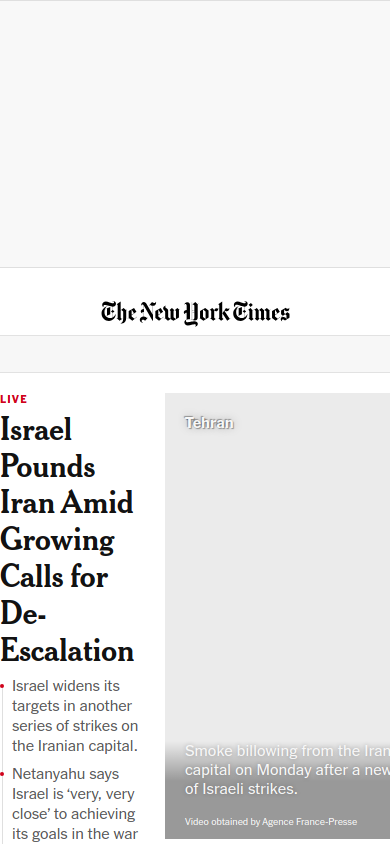 The New York Times
LIVE
Israel
Pounds
Iran Amid
Growing
Calls for
De-
Escalation
Israel widens its
targets in another
series of strikes on
the Iranian capital.
Netanyahu says
Israel is ‘very, very
close’ to achieving
its goals in the war
Tehran
Smoke billowing from the Iran
capital on Monday after a new
of Israeli strikes.
Video obtained by Agence France-Presse